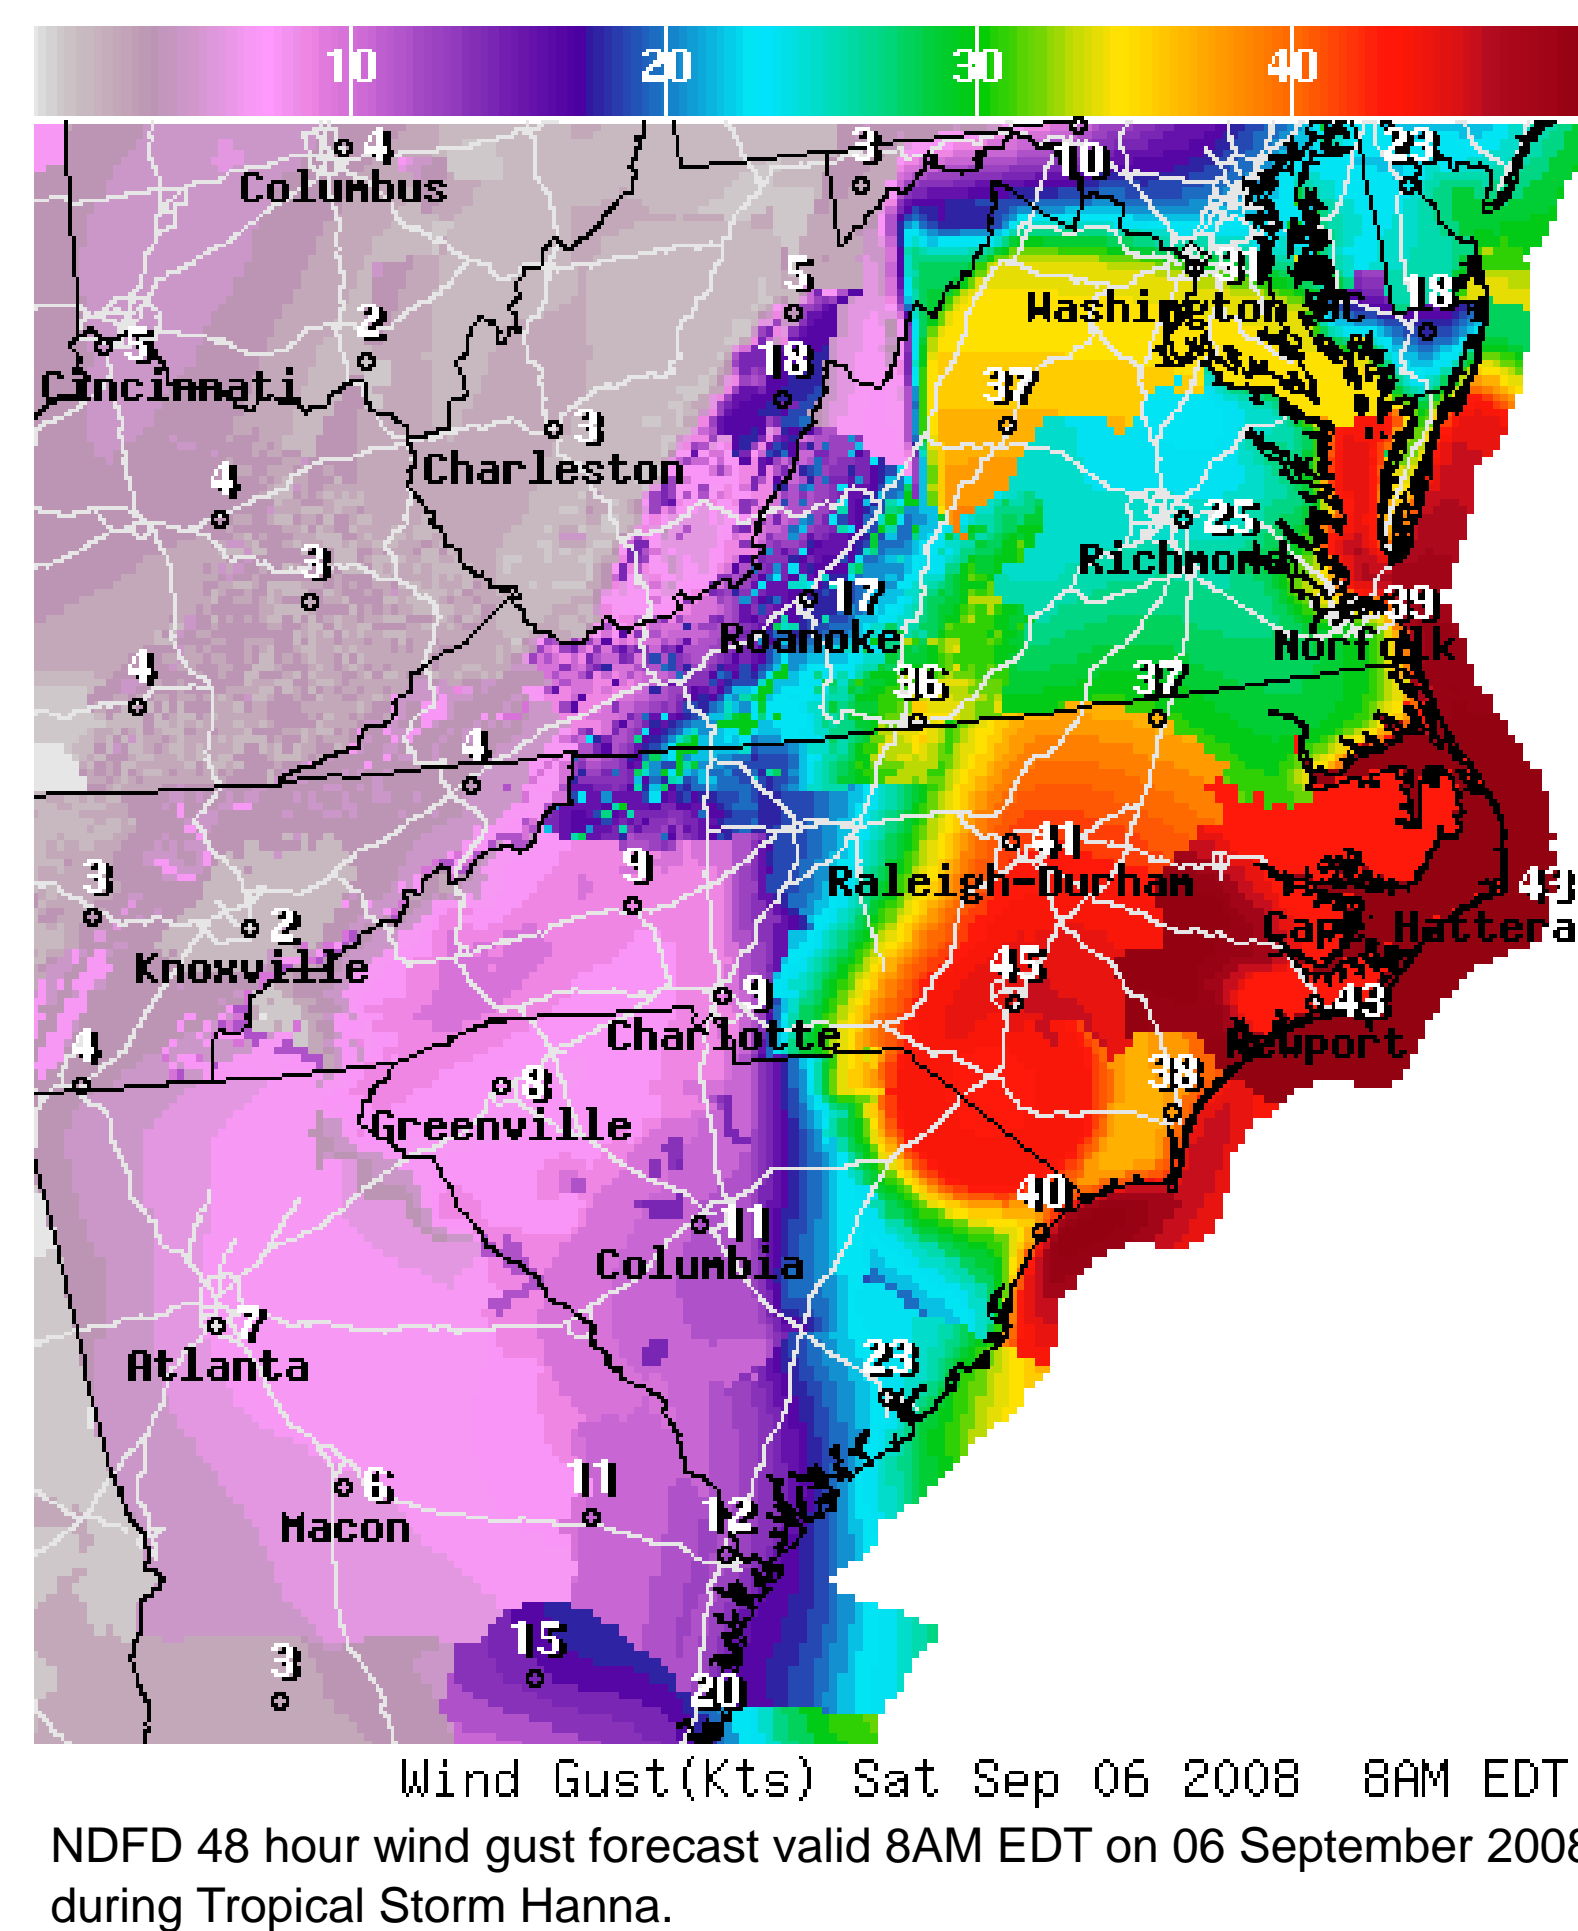 10 20 30 40
4
Columbus
3
10
23
5
31
Washington DC
18
2
5
Cincinnati
18
37
3
Charleston
4
25
Richmond
3
17
Roanoke
39
Norfolk
4
36
37
4
41
Raleigh-Durham
9
3
43
2
Knoxville
Cape Hattera
45
9
Charlotte
43
Newport
4
38
8
Greenville
40
11
Columbia
7
Atlanta
23
6
Macon
11
12
15
3
20
Wind Gust(Kts) Sat Sep 06 2008 8AM EDT
NDFD 48 hour wind gust forecast valid 8AM EDT on 06 September 2008
during Tropical Storm Hanna.